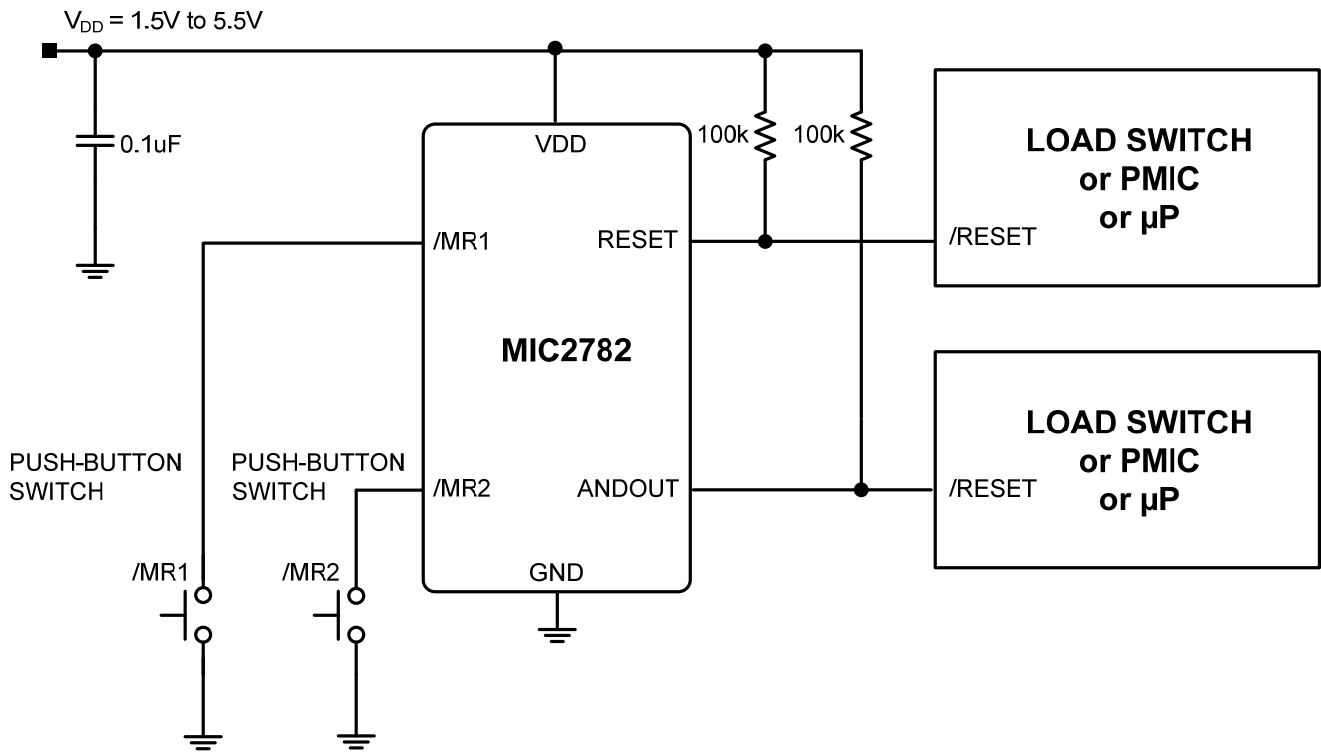 VDD = 1.5V to 5.5V
0.1uF
VDD
100k
100k
LOAD SWITCH
or PMIC
or µP
/MR1
RESET
/RESET
MIC2782
LOAD SWITCH
or PMIC
or µP
PUSH-BUTTON
SWITCH
PUSH-BUTTON
SWITCH
/MR2
ANDOUT
/RESET
/MR1
/MR2
GND